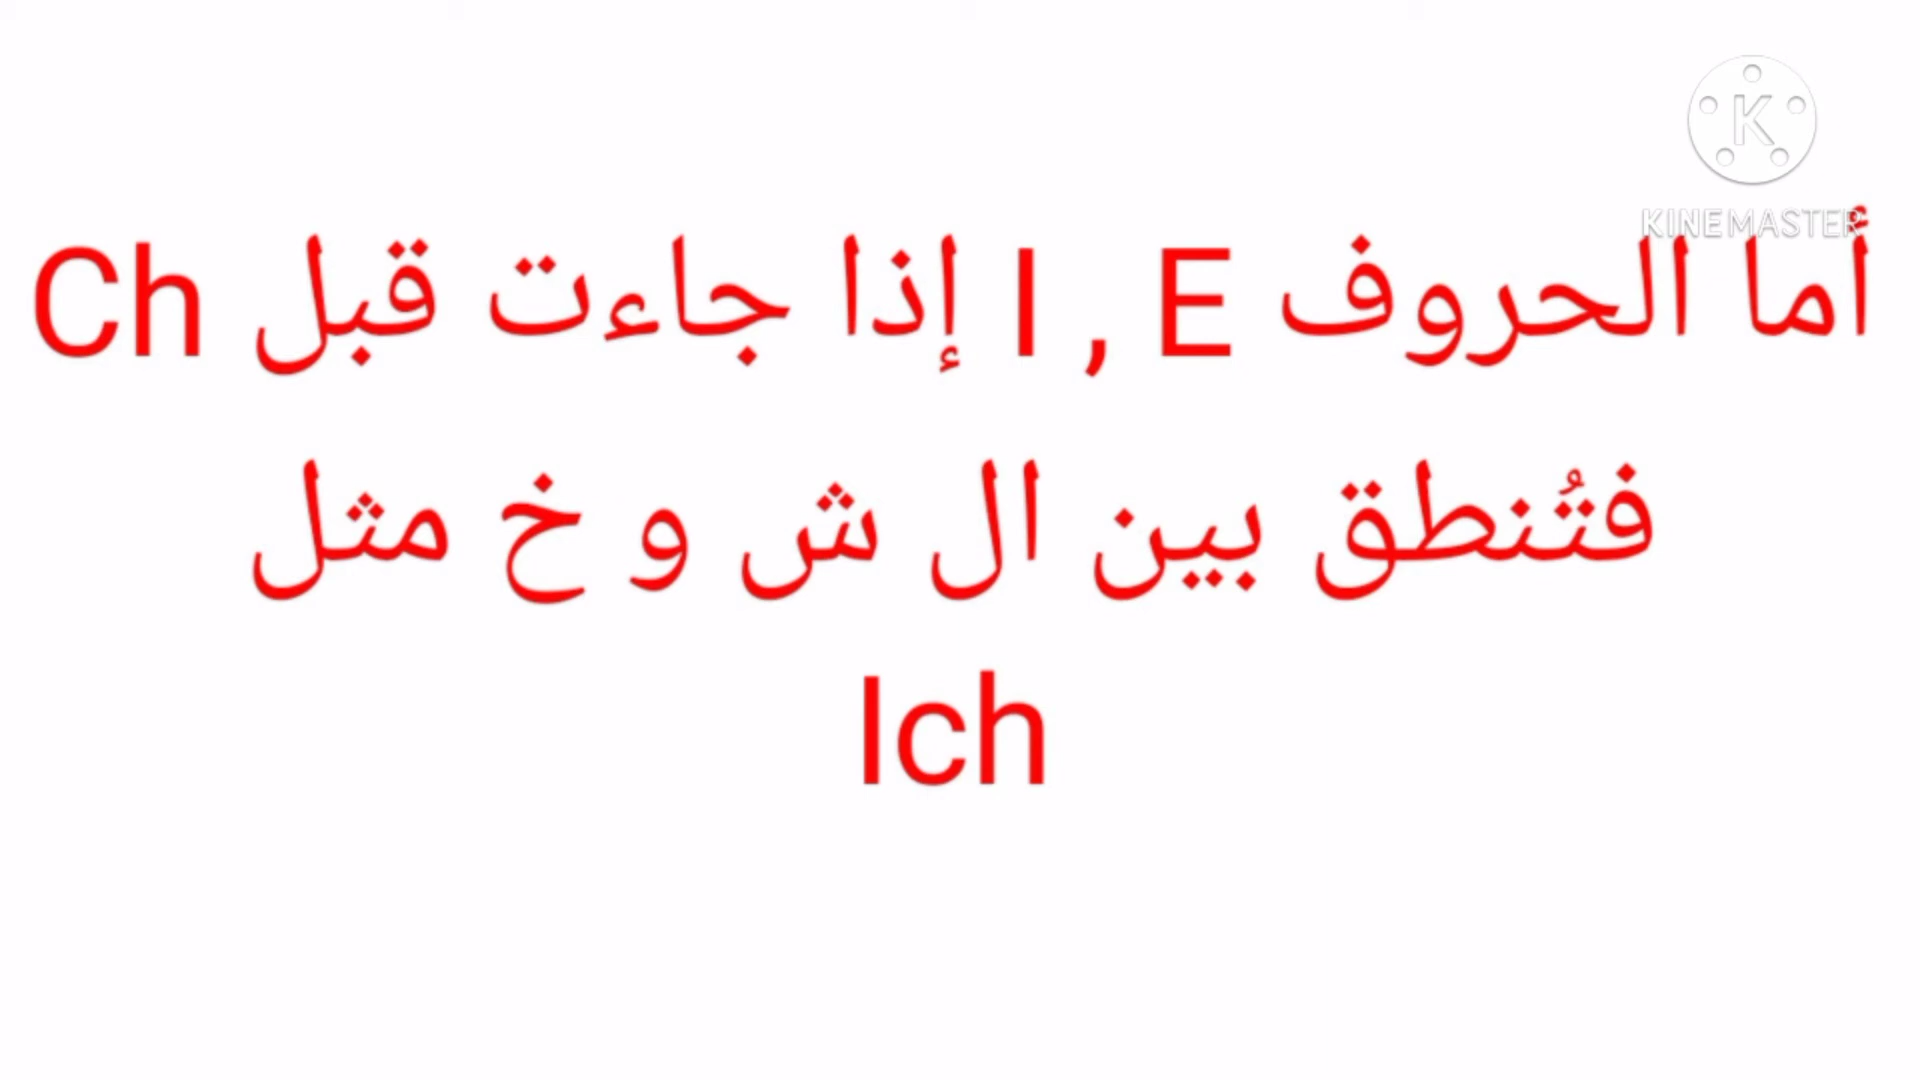 K
KINEMASTER
أما الحروف I , E إذا جاءت قبل Ch
فتُنطق بين ال ش و خ مثل
Ich